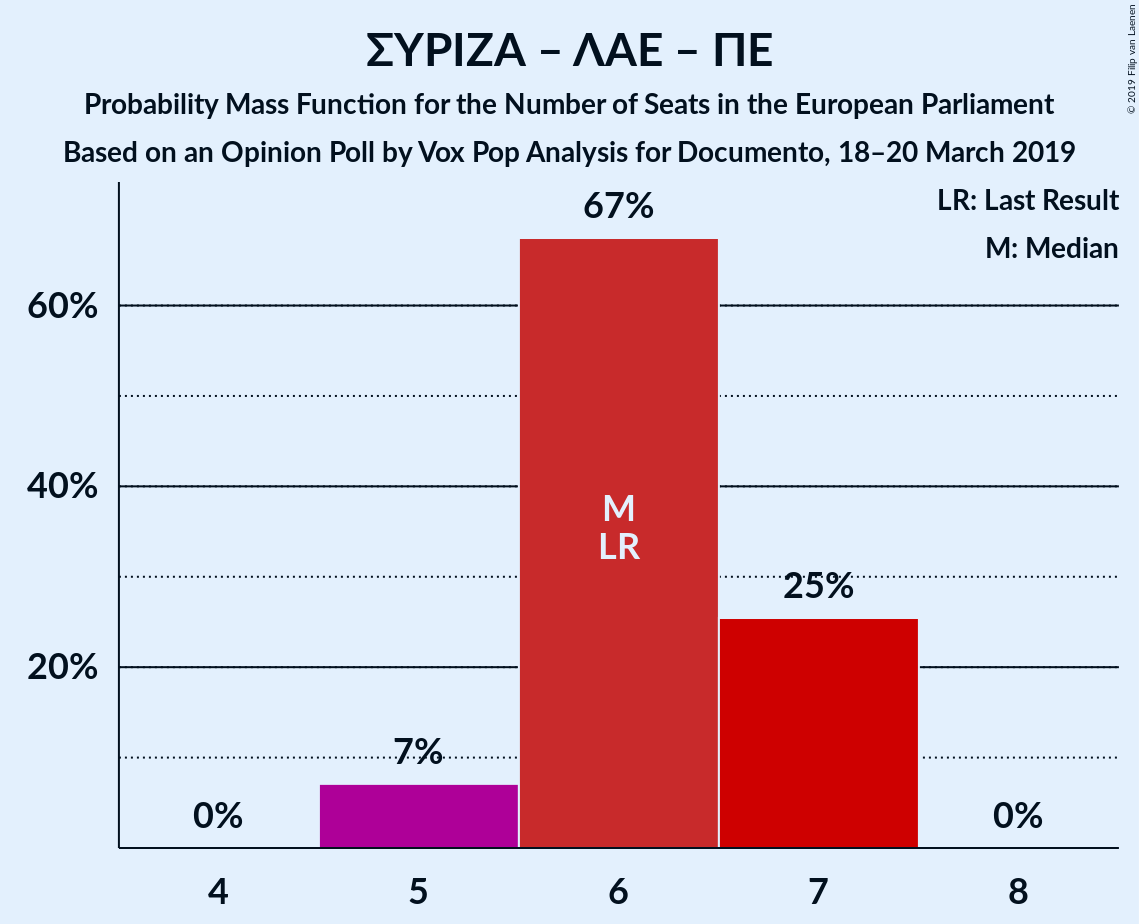 ΣΥΡΙΖΑ – ΛΑΕ – ΠΕ
Probability Mass Function for the Number of Seats in the European Parliament
Based on an Opinion Poll by Vox Pop Analysis for Documento, 18–20 March 2019
© 2019 Filip van Laenen
LR: Last Result
M: Median
67%
60%
40%
M
LR
25%
20%
7%
0%
0%
4 5 6 7 8